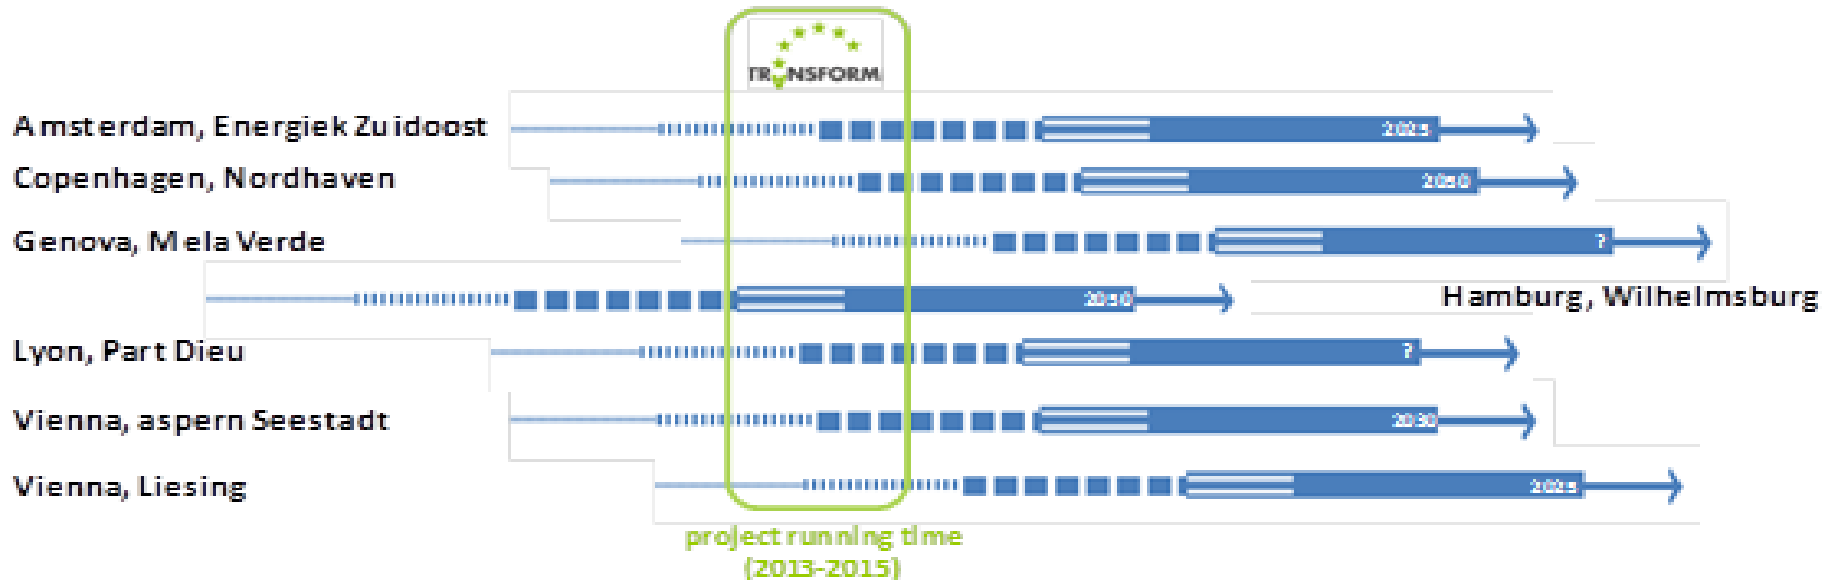 TRANSFORM
Amsterdam, Energiek Zuidoost
2025
Copenhagen, Nordhaven
2050
Genova, Mela Verde
?
2050
Hamburg, Wilhelmsburg
Lyon, Part Dieu
?
Vienna, aspern Seestadt
2030
Vienna, Liesing
2025
project running time
(2013-2015)